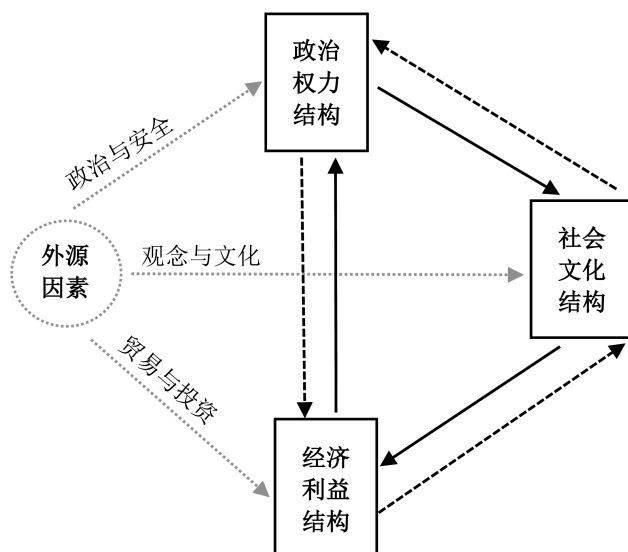 政治
权力
结构
政治与安全
外源
因素
观念与文化
社会
文化
结构
贸易与投资
经济
利益
结构